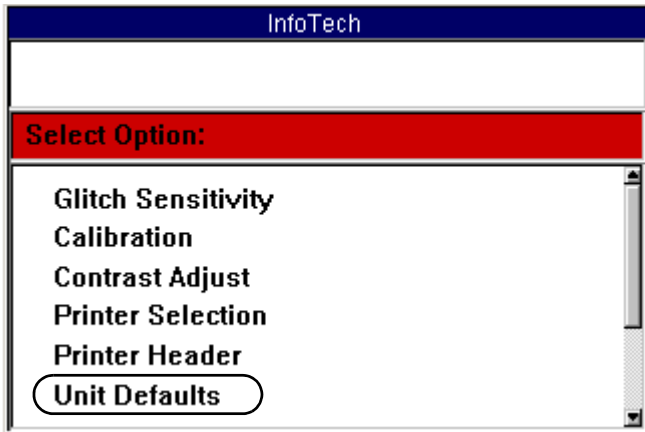 InfoTech
Select Option:
Glitch Sensitivity
Calibration
Contrast Adjust
Printer Selection
Printer Header
Unit Defaults